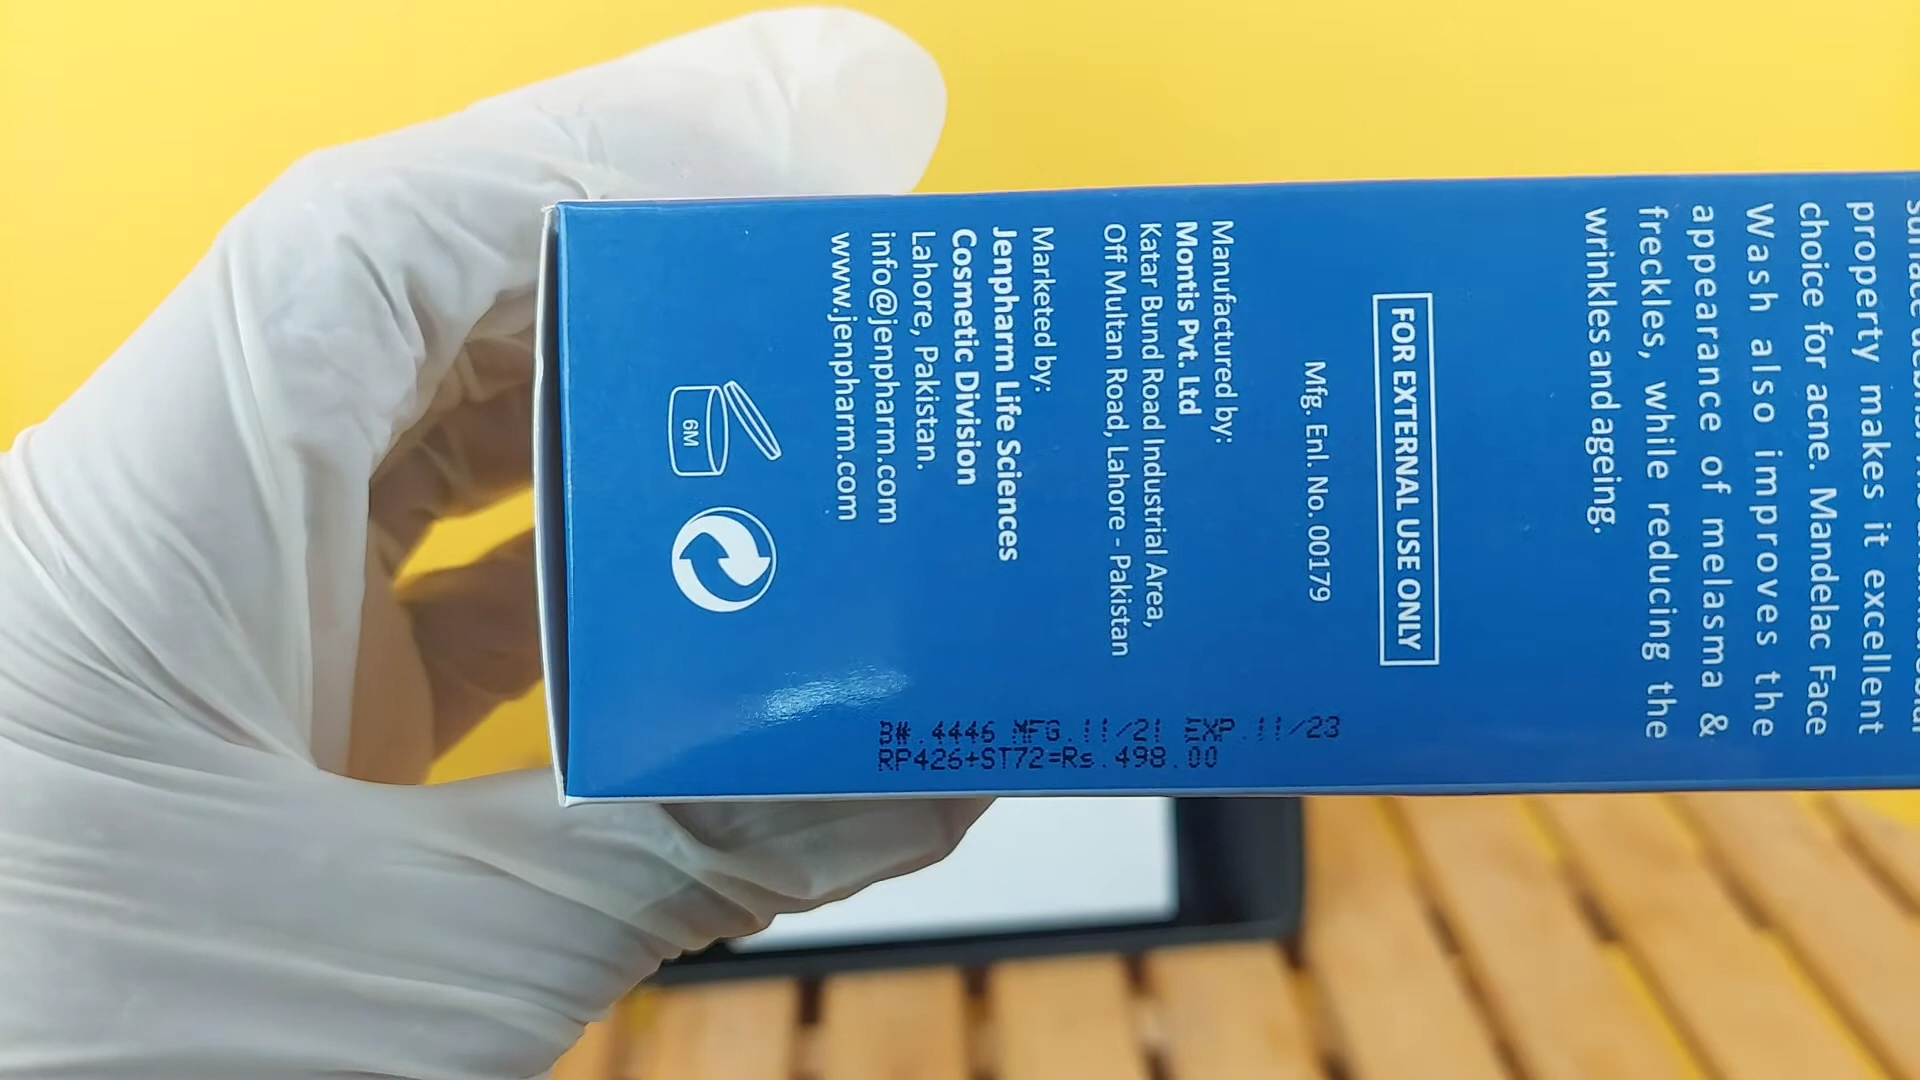 property makes it excellent
choice for acne. Mandelac Face
Wash also improves the
appearance of melasma &
freckles, while reducing the
wrinkles and ageing.
FOR EXTERNAL USE ONLY
Mfg. Enl. No. 00179
Manufactured by:
Montis Pvt. Ltd
Katar Bund Road Industrial Area,
Off Multan Road, Lahore - Pakistan
Marketed by:
Jenpharm Life Sciences
Cosmetic Division
Lahore, Pakistan.
info@jenpharm.com
www.jenpharm.com
6M
B#.4446 MFG.11/21 EXP.11/23
RP426+ST72=Rs.498.00